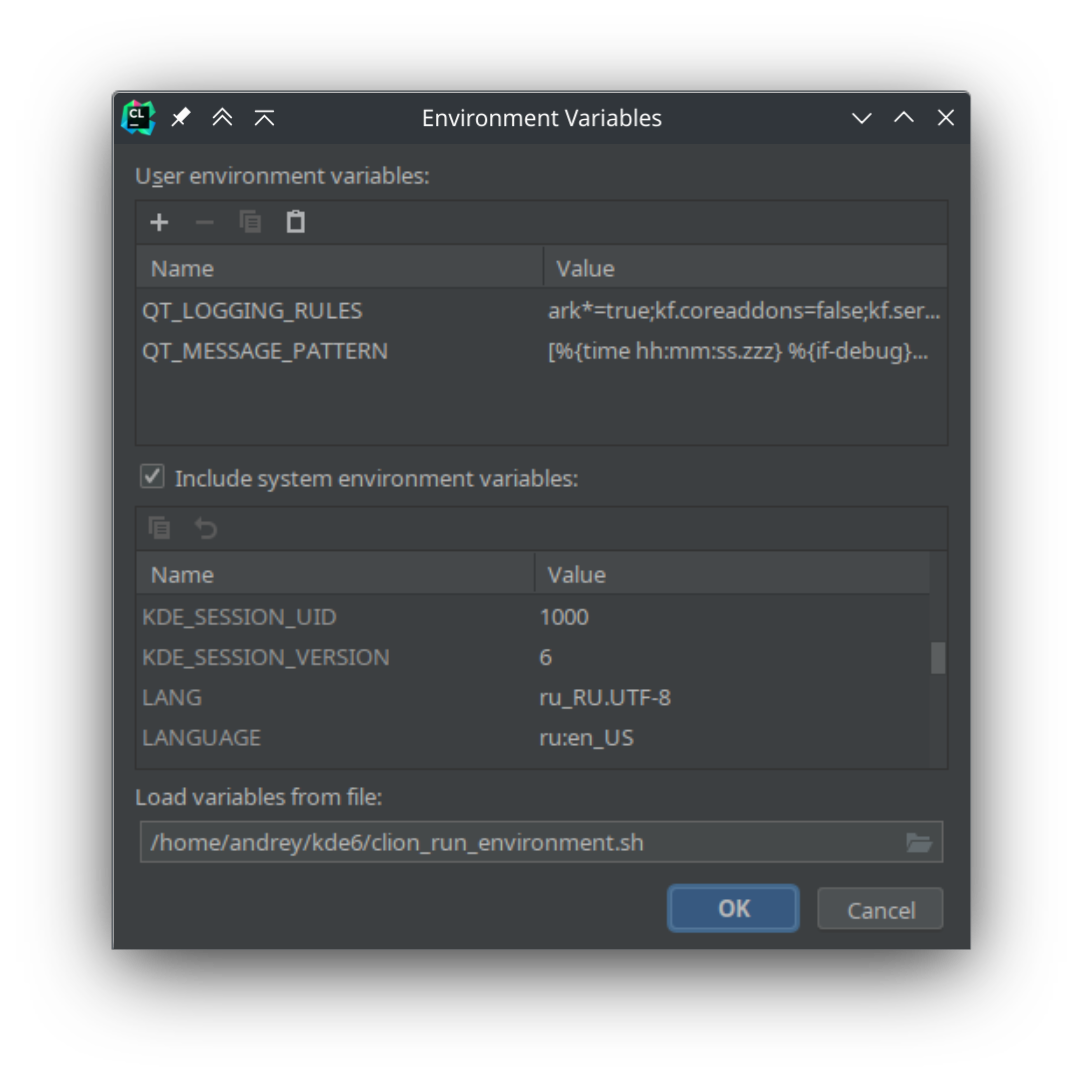 CL
Environment Variables
User environment variables:
Name Value
QT_LOGGING_RULES ark*=true;kf.coreaddons=false;kf.ser...
QT_MESSAGE_PATTERN [%{time hh:mm:ss.zzz} %{if-debug}...
Include system environment variables:
Name Value
KDE_SESSION_UID 1000
KDE_SESSION_VERSION 6
LANG ru_RU.UTF-8
LANGUAGE ru:en_US
Load variables from file:
/home/andrey/kde6/clion_run_environment.sh
OK Cancel